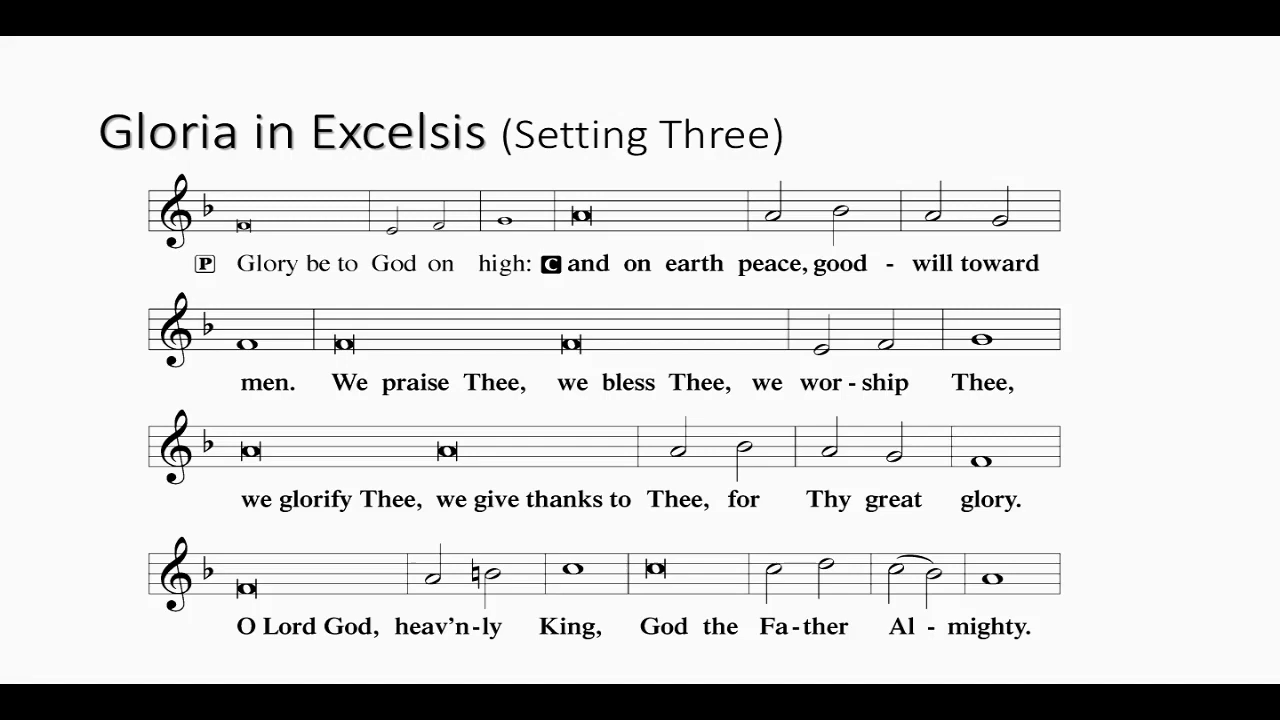 Gloria in Excelsis (Setting Three)
P Glory be to God on high: C and on earth peace, good - will toward
men. We praise Thee, we bless Thee, we wor - ship Thee,
we glorify Thee, we give thanks to Thee, for Thy great glory.
O Lord God, heav'n - ly King, God the Fa - ther Al - mighty.